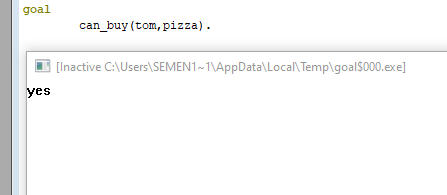 goal
can_buy(tom,pizza).
[Inactive C:\Users\SEMEN1~1\AppData\Local\Temp\goal$000.exe]
yes